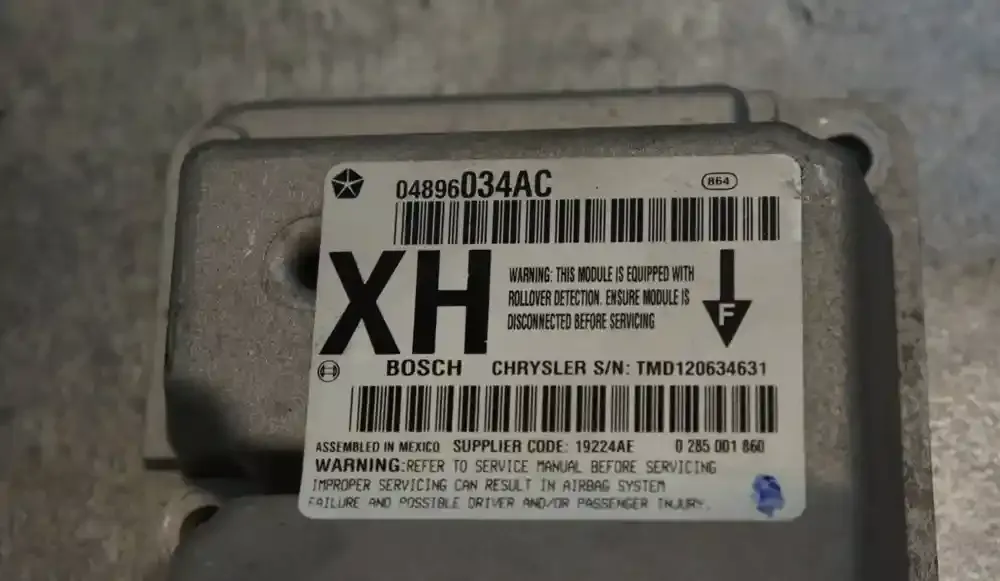 04896034AC
864
XH
WARNING: THIS MODULE IS EQUIPPED WITH
ROLLOVER DETECTION. ENSURE MODULE IS
DISCONNECTED BEFORE SERVICING
F
BOSCH CHRYSLER S/N: TMD120634631
ASSEMBLED IN MEXICO SUPPLIER CODE: 19224AE 0 285 001 860
WARNING:REFER TO SERVICE MANUAL BEFORE SERVICING
IMPROPER SERVICING CAN RESULT IN AIRBAG SYSTEM
FAILURE AND POSSIBLE DRIVER AND/OR PASSENGER INJURY.